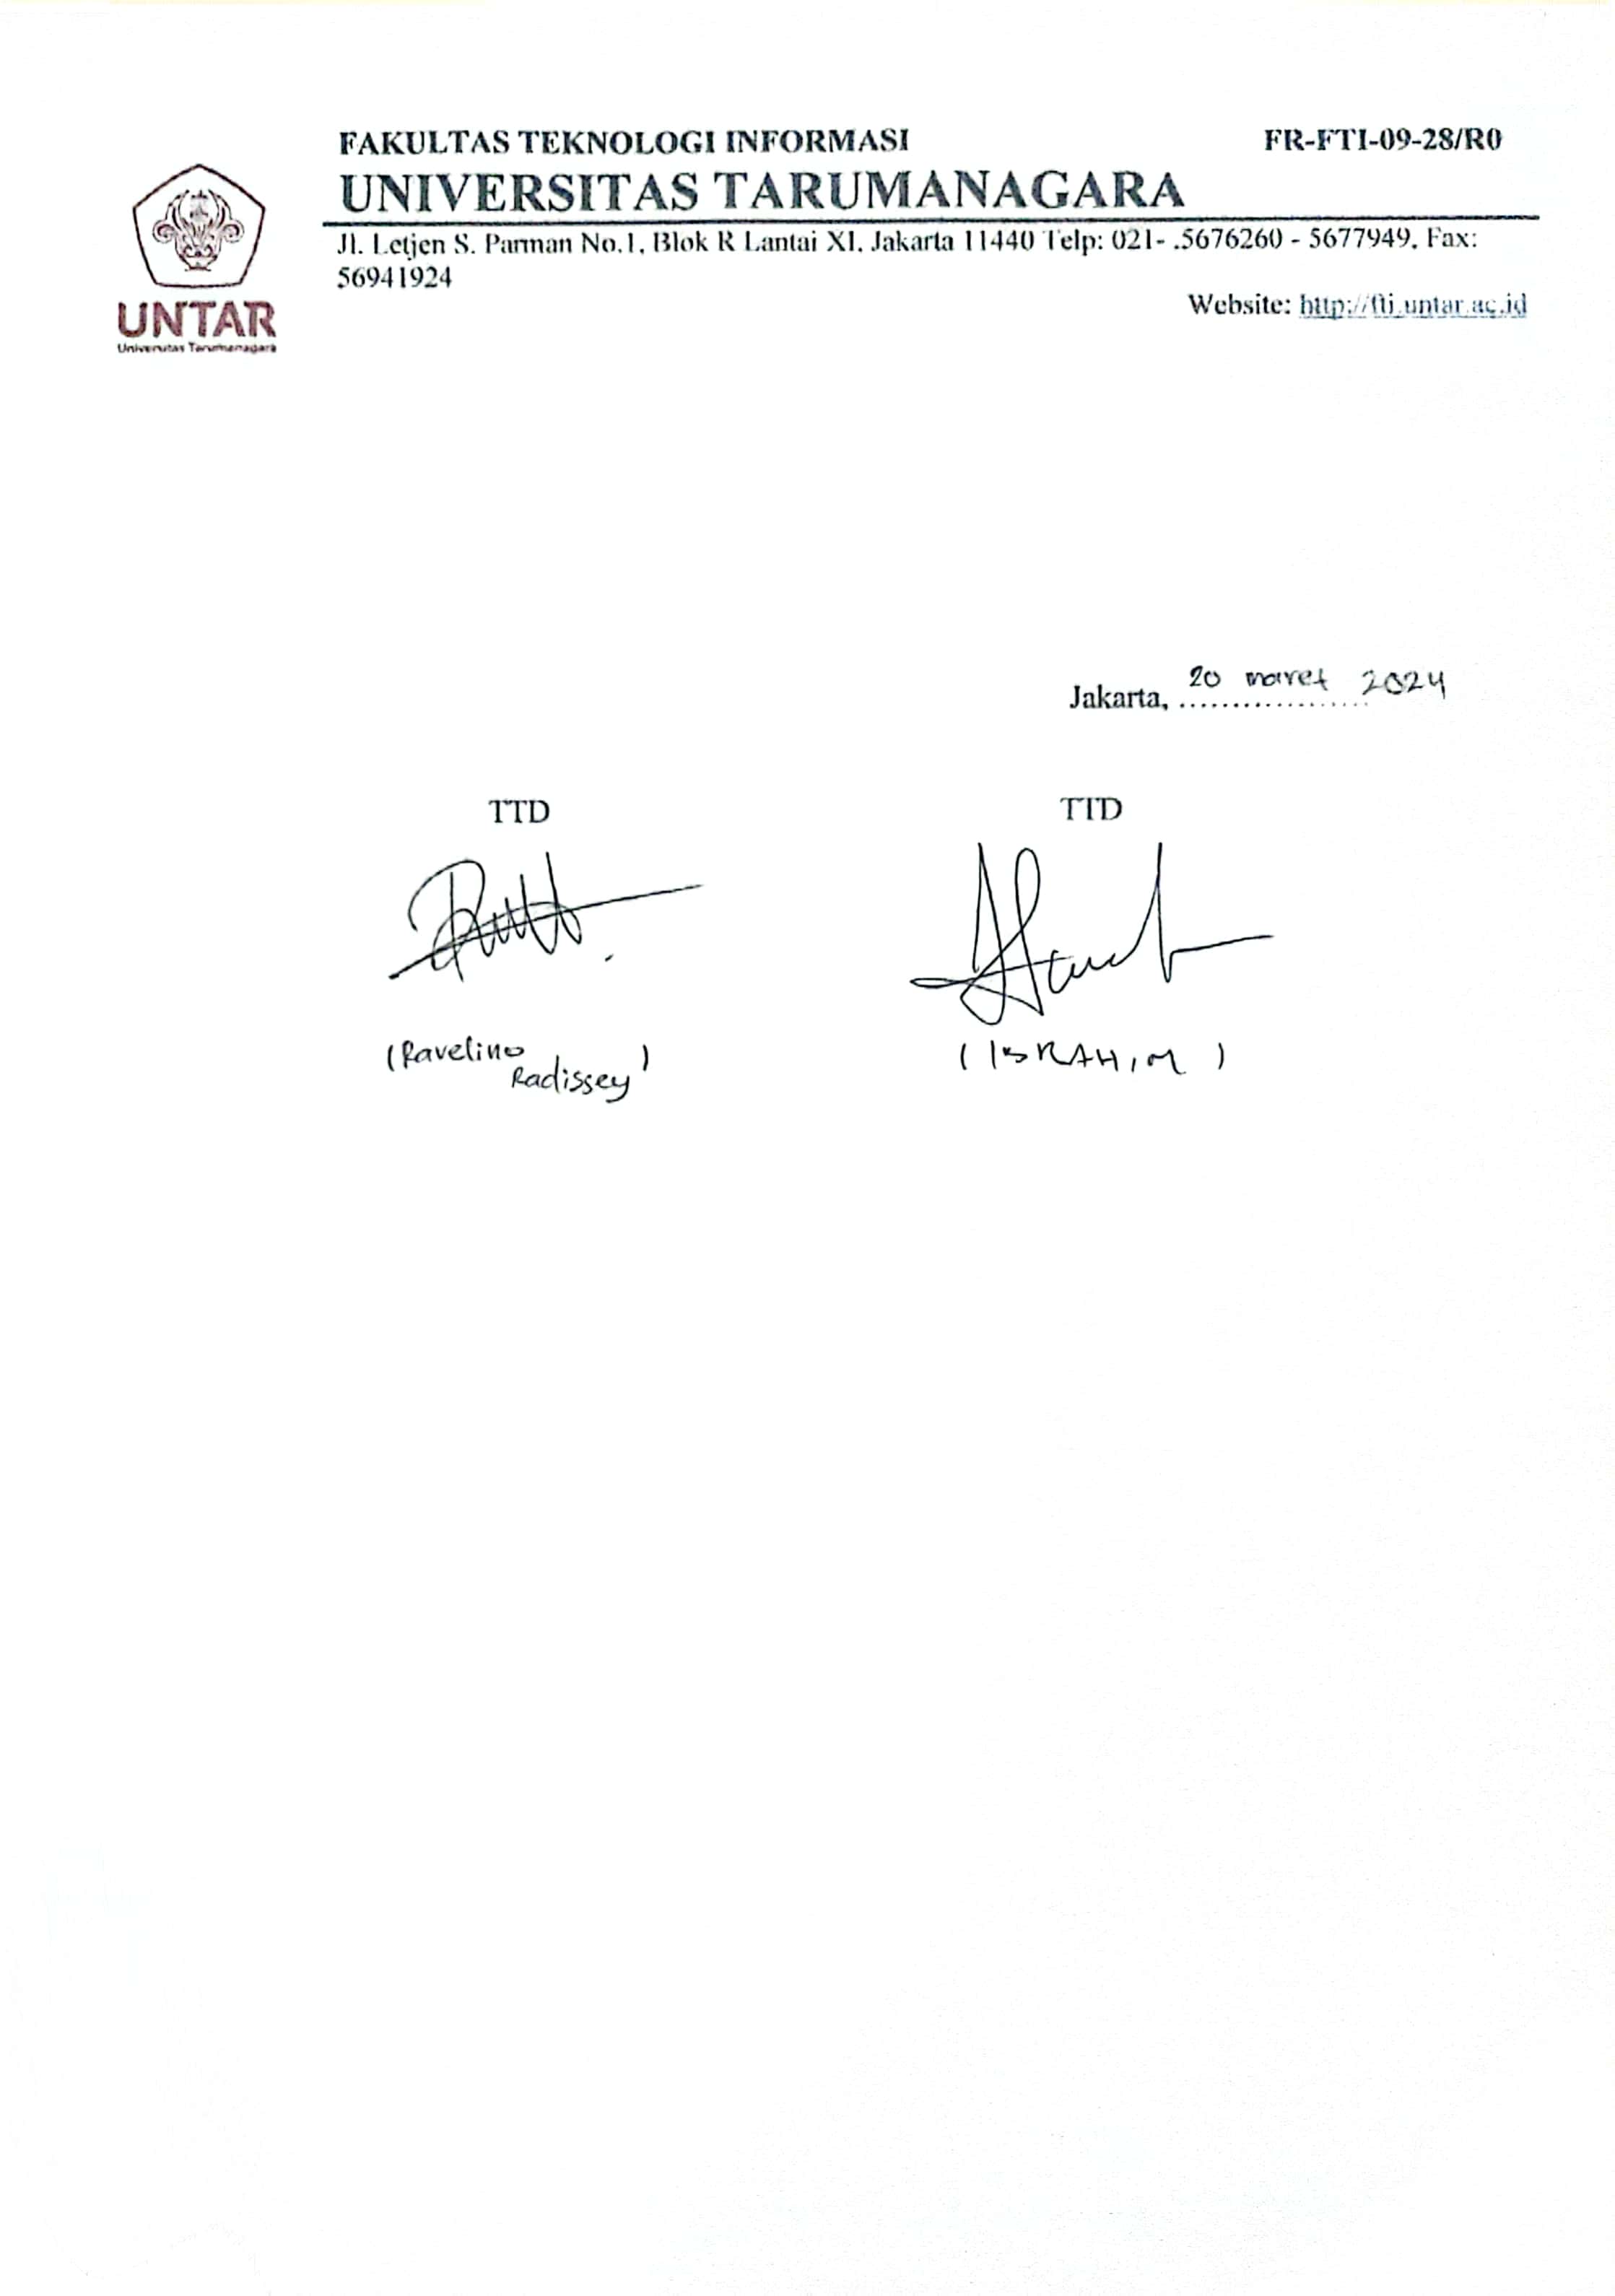 FAKULTAS TEKNOLOGI INFORMASI FR-FTI-09-28/R0
UNIVERSITAS TARUMANAGARA
Jl. Letjen S. Parman No.1, Blok R Lantai XI, Jakarta 11440 Telp: 021- .5676260 - 5677949, Fax:
56941924
Website: http://fti.untar.ac.id
UNTAR
Universitas Tarumanagara
Jakarta, 20 maret 2024
TTD TTD
(Ravelino Radissey) (IBRAHIM)